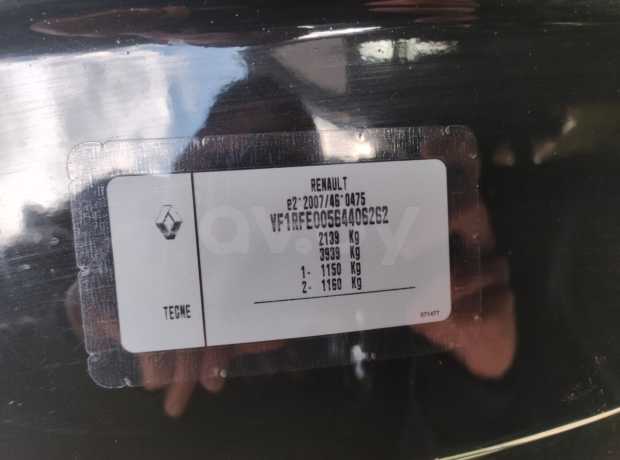 RENAULT
e2*2007/46*0475
VF1RFE00564406262
2139 Kg
3939 Kg
1- 1150 Kg
2- 1160 Kg
TECNE